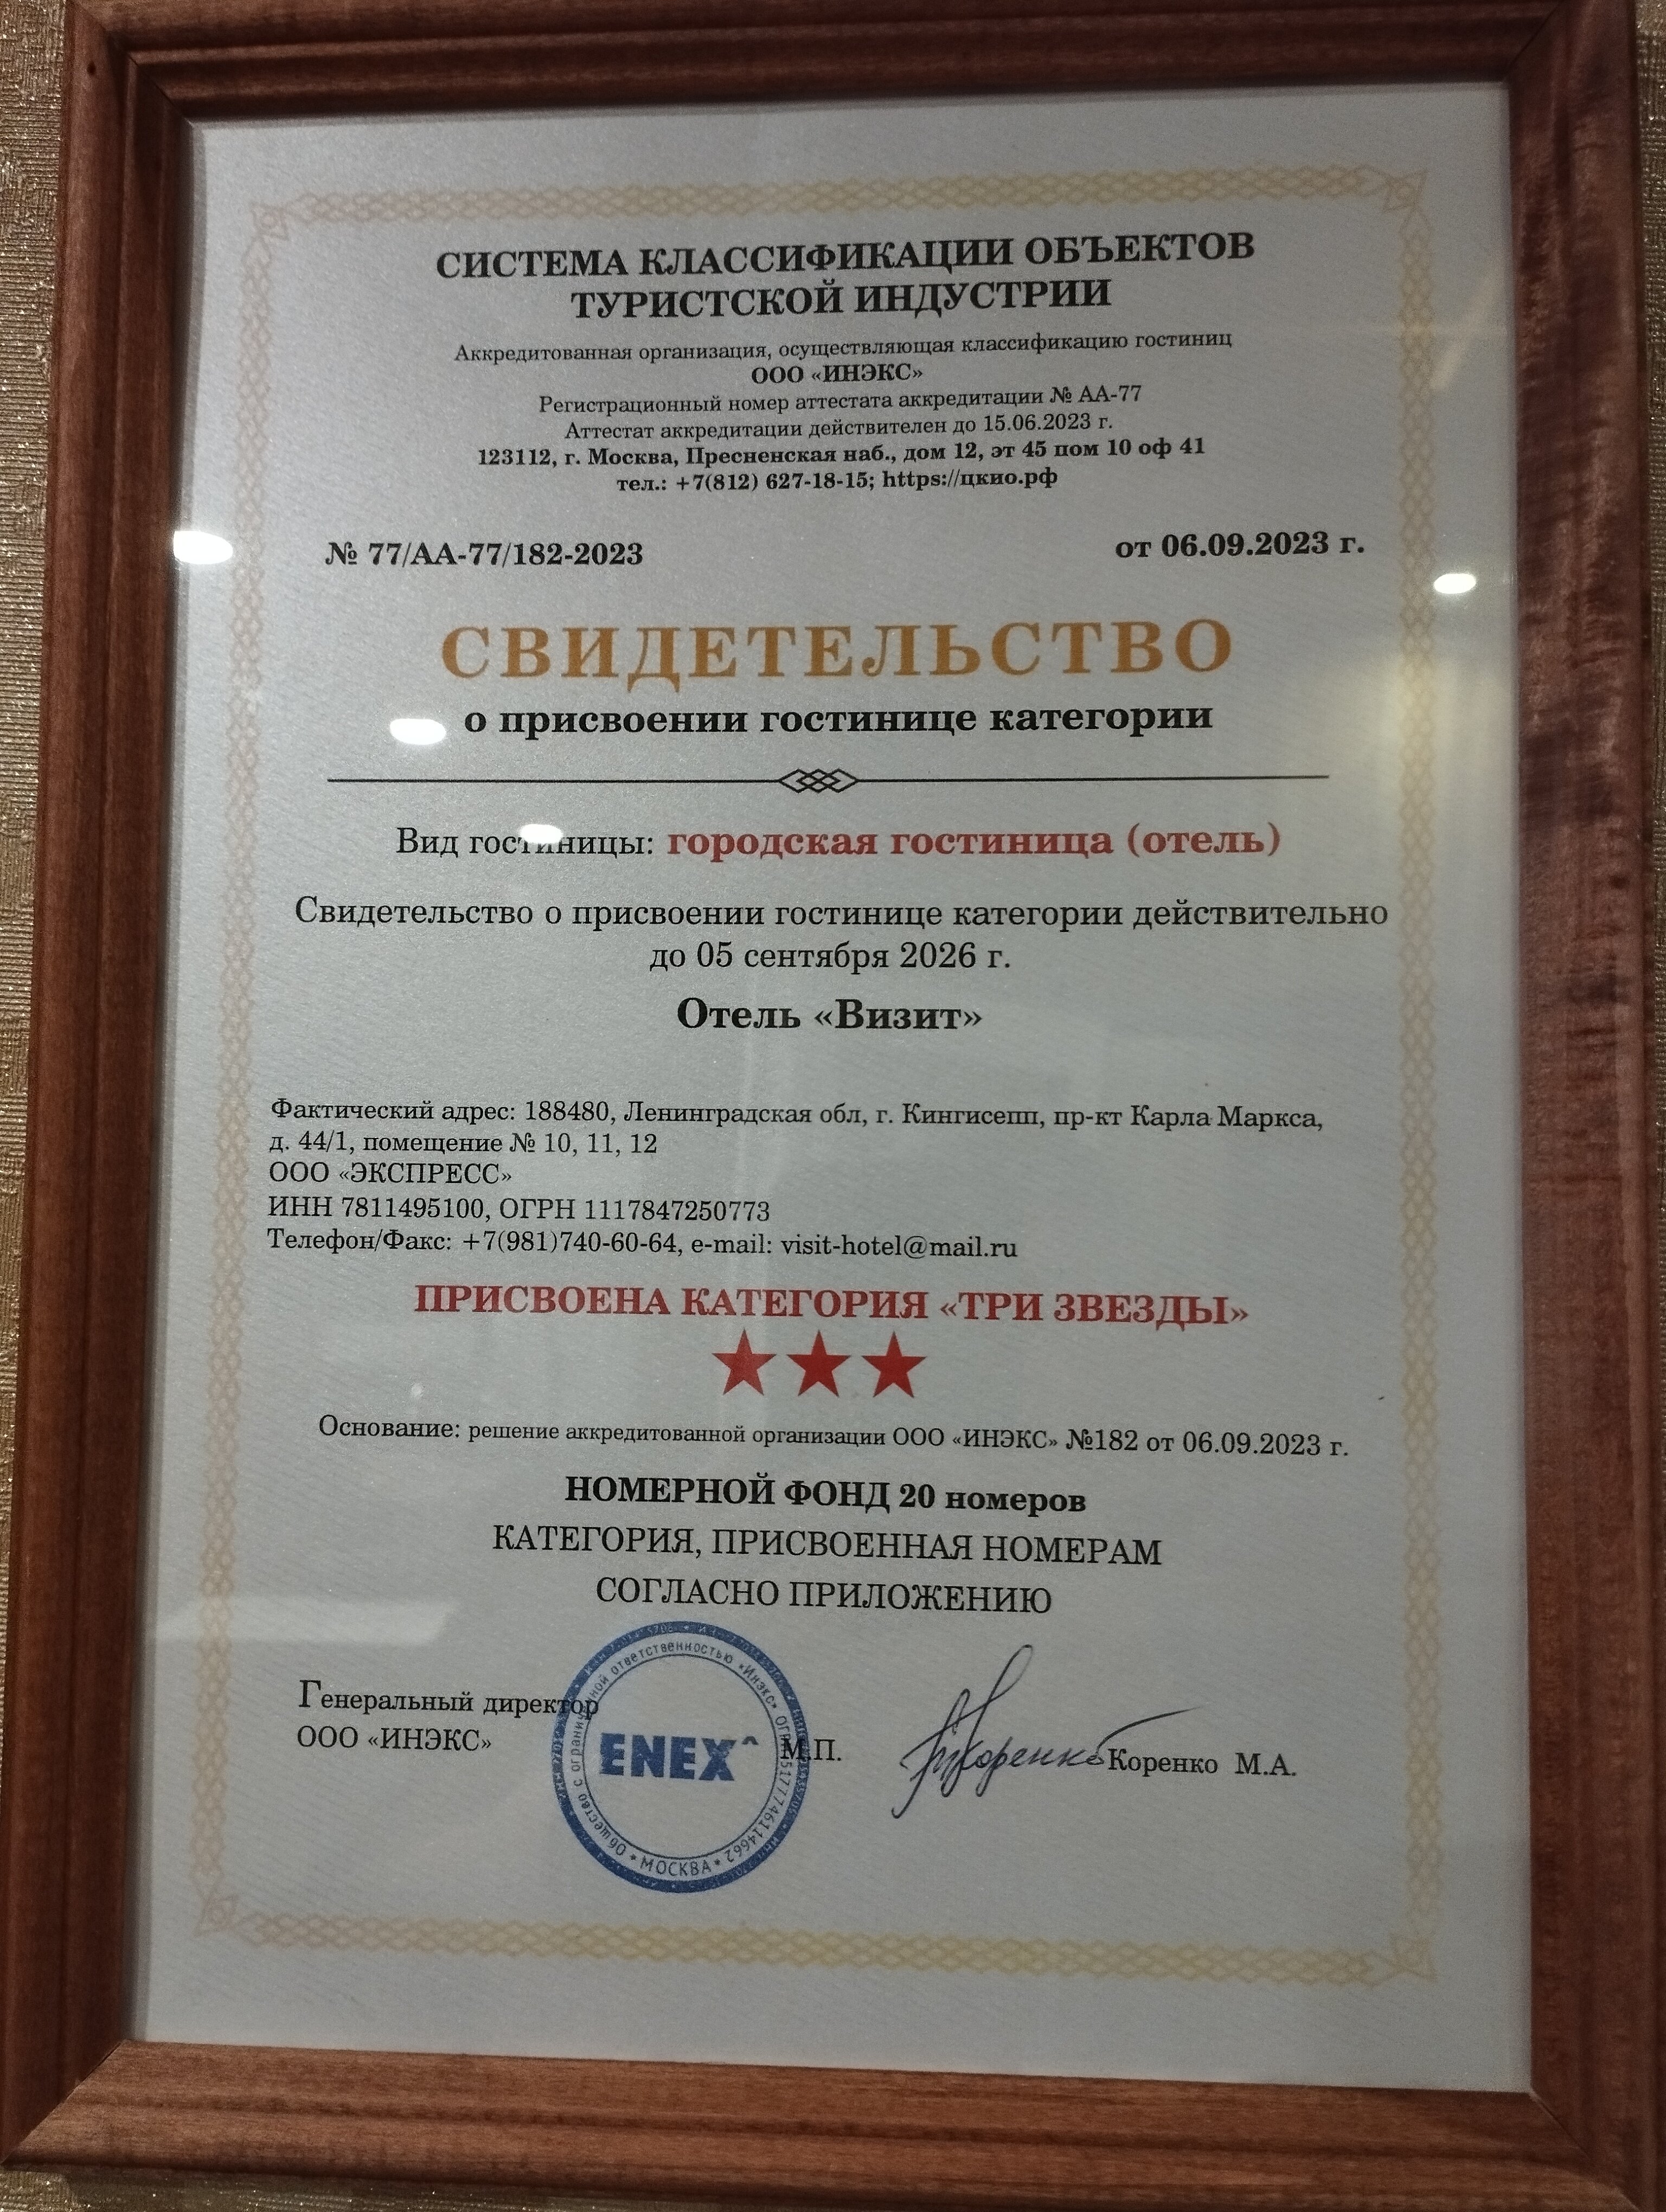 СИСТЕМА КЛАССИФИКАЦИИ ОБЪЕКТОВ
ТУРИСТСКОЙ ИНДУСТРИИ
Аккредитованная организация, осуществляющая классификацию гостиниц
ООО «ИНЭКС»
Регистрационный номер аттестата аккредитации № АА-77
Аттестат аккредитации действителен до 15.06.2023 г.
123112, г. Москва, Пресненская наб., дом 12, эт 45 пом 10 оф 41
тел.: +7(812) 627-18-15; https://цкио.рф
№ 77/АА-77/182-2023 от 06.09.2023 г.
СВИДЕТЕЛЬСТВО
о присвоении гостинице категории
Вид гостиницы: городская гостиница (отель)
Свидетельство о присвоении гостинице категории действительно
до 05 сентября 2026 г.
Отель «Визит»
Фактический адрес: 188480, Ленинградская обл, г. Кингисепп, пр-кт Карла Маркса,
д. 44/1, помещение № 10, 11, 12
ООО «ЭКСПРЕСС»
ИНН 7811495100, ОГРН 1117847250773
Телефон/Факс: +7(981)740-60-64, e-mail: visit-hotel@mail.ru
ПРИСВОЕНА КАТЕГОРИЯ «ТРИ ЗВЕЗДЫ»
Основание: решение аккредитованной организации ООО «ИНЭКС» №182 от 06.09.2023 г.
НОМЕРНОЙ ФОНД 20 номеров
КАТЕГОРИЯ, ПРИСВОЕННАЯ НОМЕРАМ
СОГЛАСНО ПРИЛОЖЕНИЮ
Генеральный директор
ООО «ИНЭКС»
Общество с ограниченной ответственностью «Инэкс» ОГРН 5177746114662
МОСКВА
ENEX
М.П.
Коренко М.А.